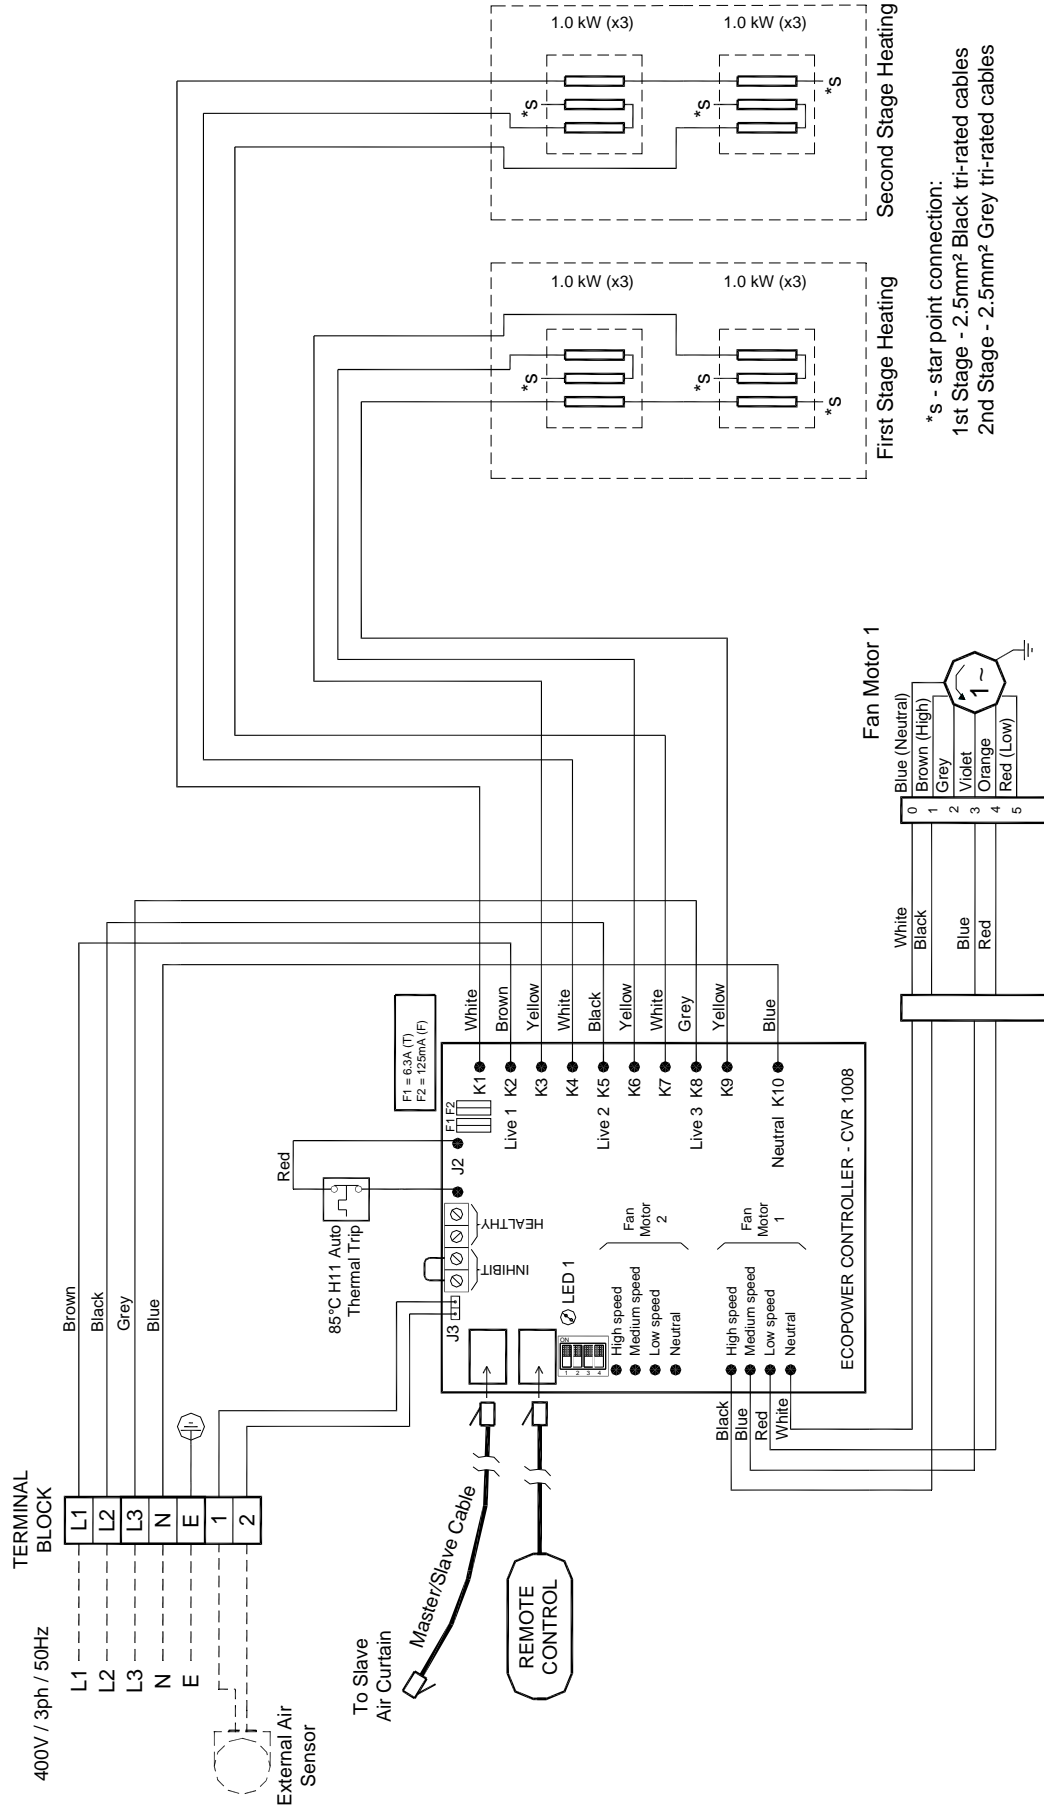 400V / 3ph / 50Hz
TERMINAL
BLOCK
L1
L2
L3
N
E
L1
L2
L3
N
E
1
2
External Air
Sensor
Brown
Black
Grey
Blue
To Slave
Air Curtain
Master/Slave Cable
REMOTE
CONTROL
85°C H11 Auto
Thermal Trip
Red
F1 = 6.3A (T)
F2 = 125mA (F)
J3
INHIBIT
HEALTHY
J2
F1 F2
ON
1 2 3 4
LED 1
High speed
Medium speed
Low speed
Neutral
Fan
Motor
2
High speed
Medium speed
Low speed
Neutral
Fan
Motor
1
Black
Blue
Red
White
Live 1
Live 2
Live 3
Neutral
K1
K2
K3
K4
K5
K6
K7
K8
K9
K10
White
Brown
Yellow
White
Black
Yellow
White
Grey
Yellow
Blue
ECOPOWER CONTROLLER - CVR 1008
White
Black
Blue
Red
0
1
2
3
4
5
Blue (Neutral)
Brown (High)
Grey
Violet
Orange
Red (Low)
Fan Motor 1
1 ~
1.0 kW (x3)
1.0 kW (x3)
*s
*s
*s
First Stage Heating
1.0 kW (x3)
1.0 kW (x3)
*s
*s
*s
Second Stage Heating
*s - star point connection:
1st Stage - 2.5mm² Black tri-rated cables
2nd Stage - 2.5mm² Grey tri-rated cables